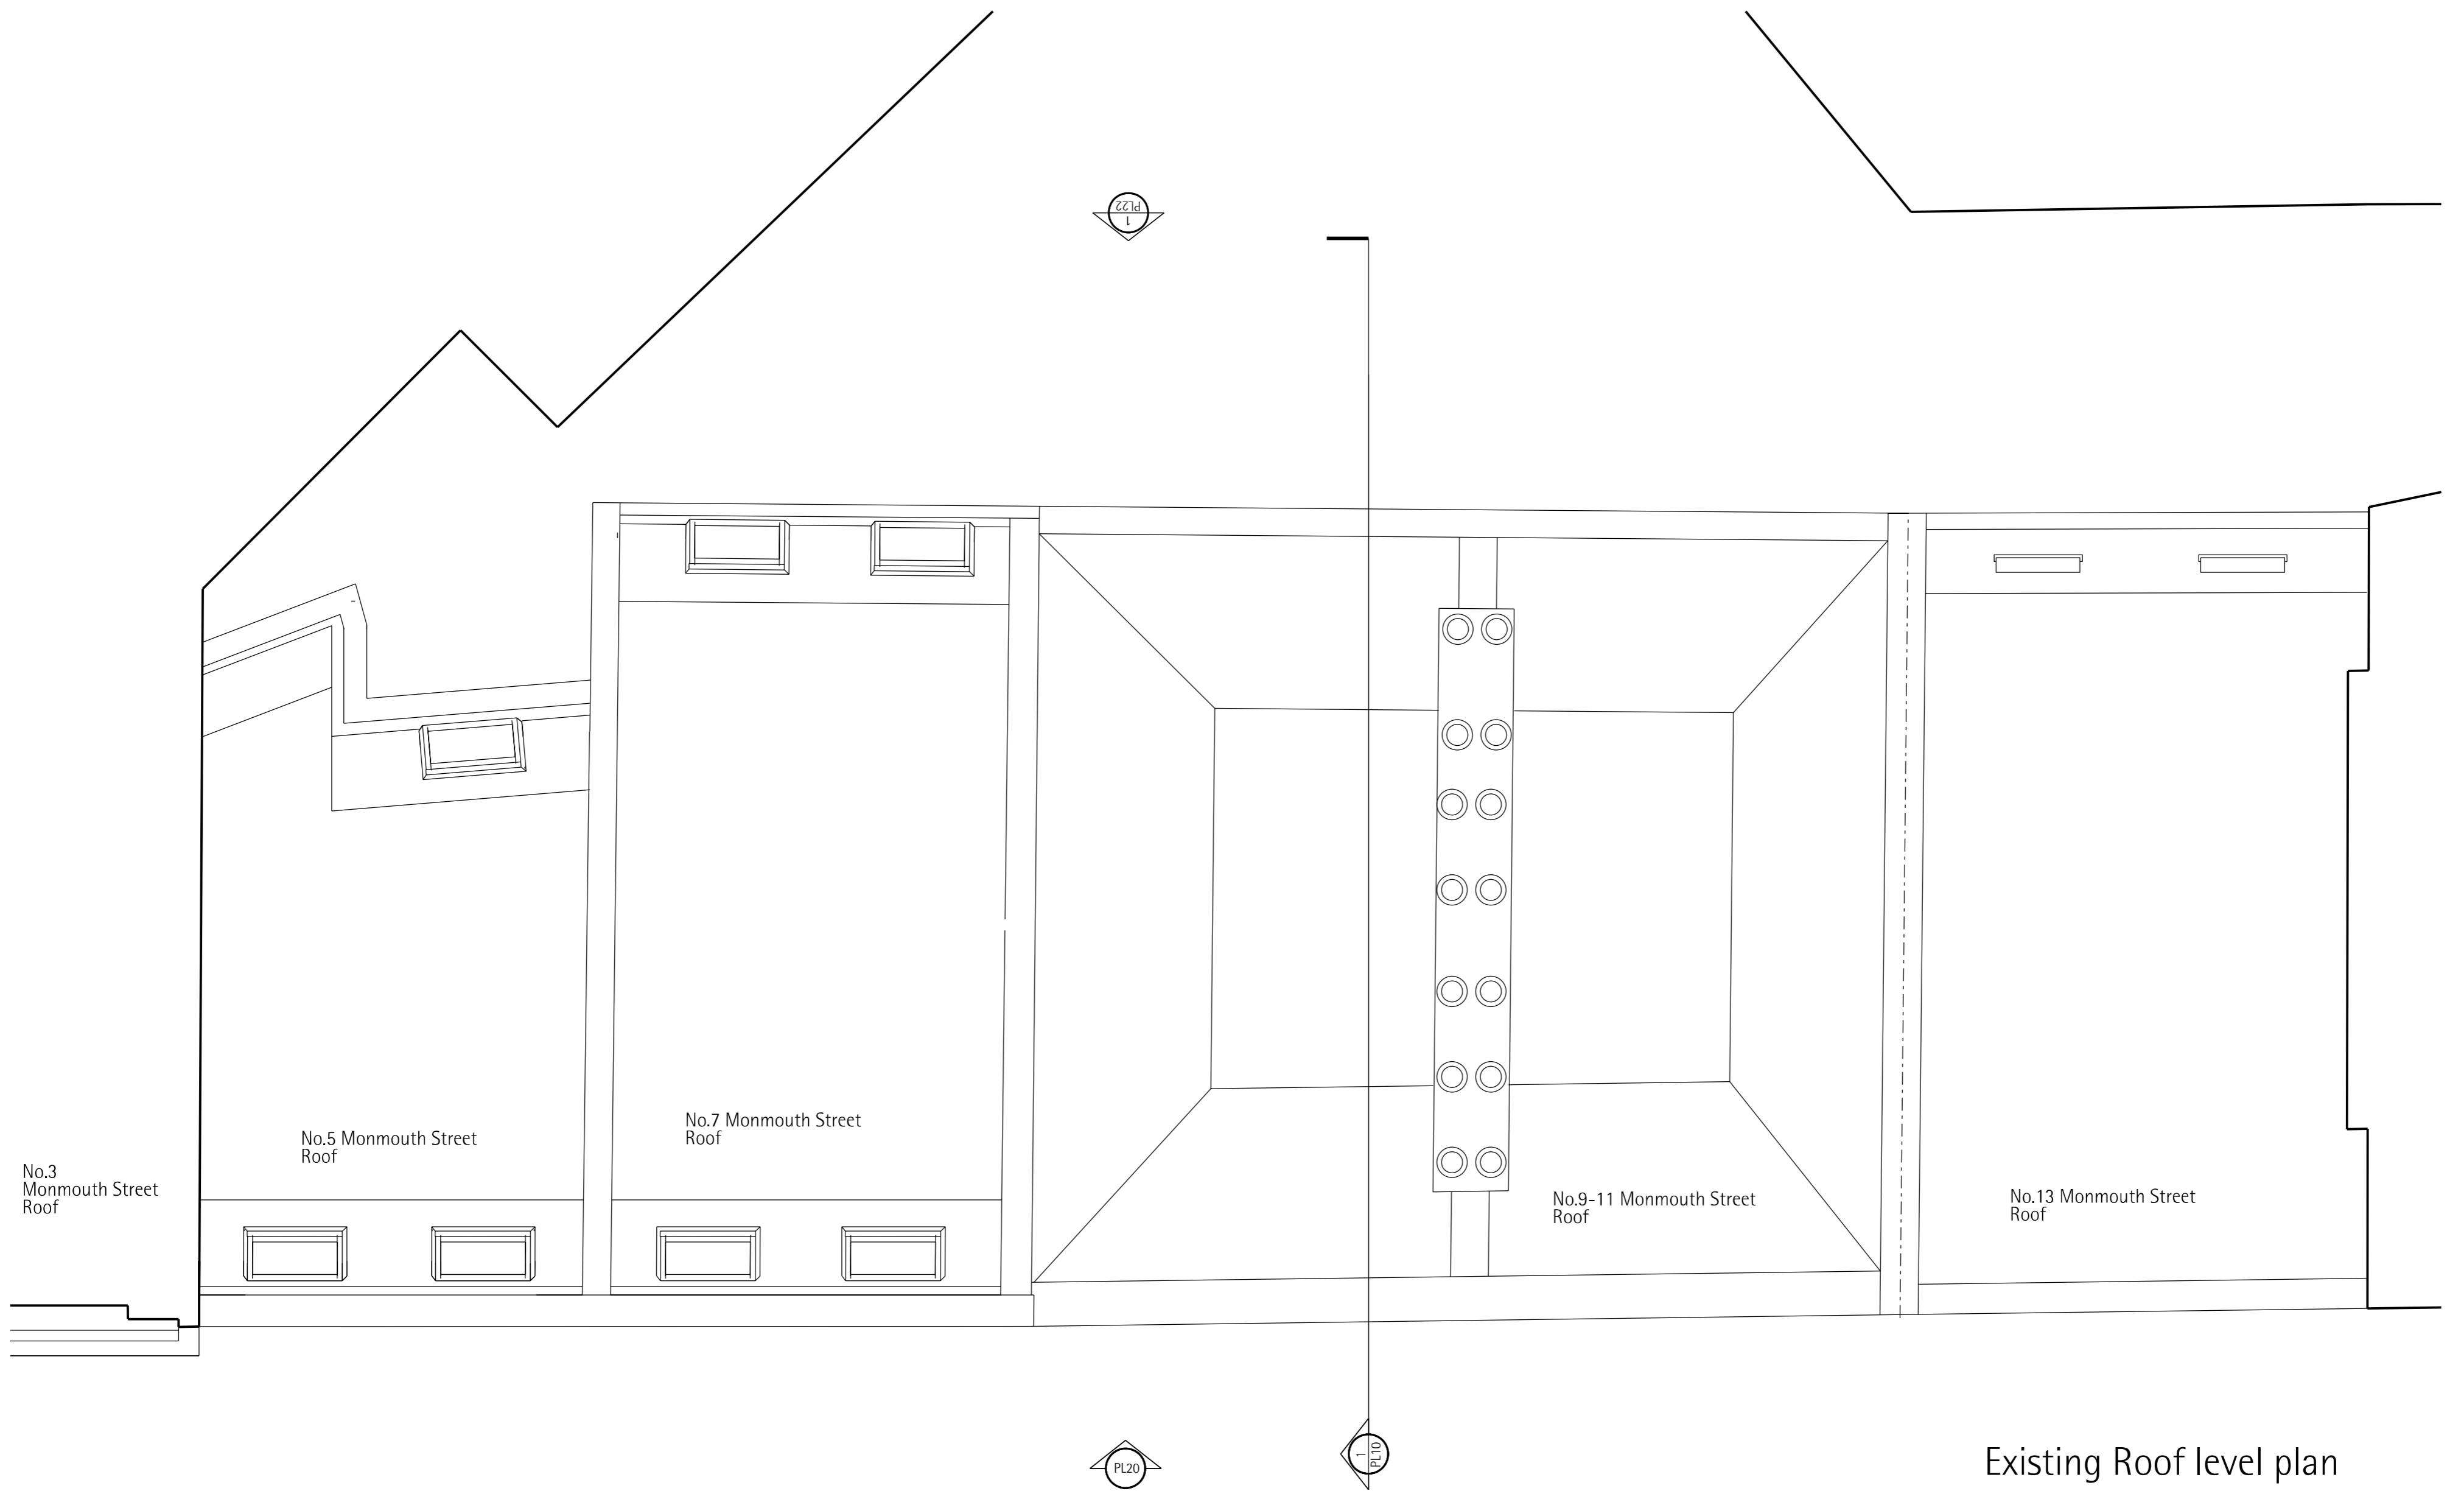 PL22
1
No.7 Monmouth Street
Roof
No.5 Monmouth Street
Roof
No.3
Monmouth Street
Roof
No.9-11 Monmouth Street
Roof
No.13 Monmouth Street
Roof
PL20
1
PL10
Existing Roof level plan